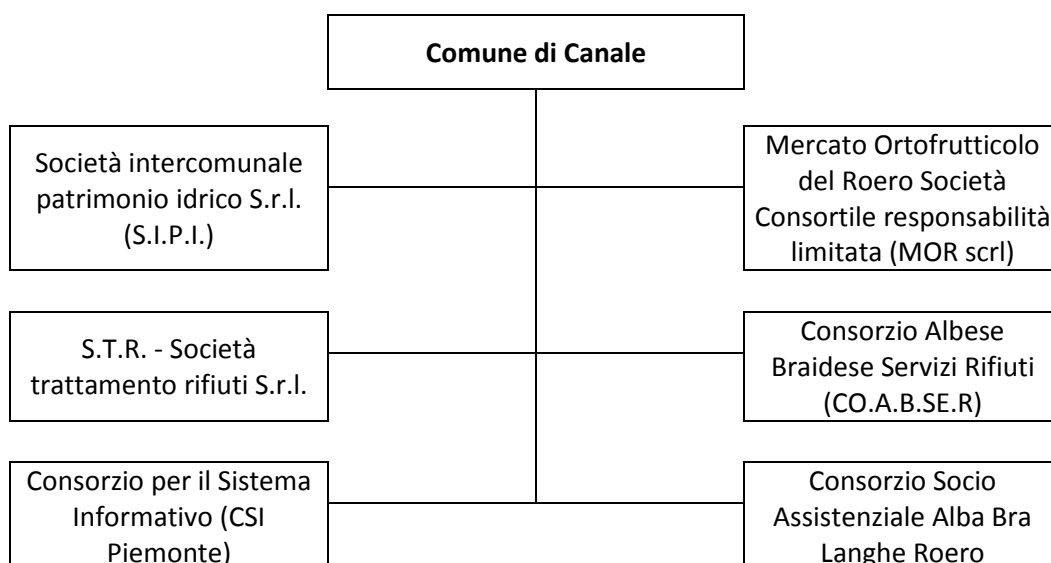 Comune di Canale
Società intercomunale
patrimonio idrico S.r.l.
(S.I.P.I.)
Mercato Ortofrutticolo
del Roero Società
Consortile responsabilità
limitata (MOR scrl)
S.T.R. - Società
trattamento rifiuti S.r.l.
Consorzio Albese
Braidese Servizi Rifiuti
(CO.A.B.SE.R)
Consorzio per il Sistema
Informativo (CSI
Piemonte)
Consorzio Socio
Assistenziale Alba Bra
Langhe Roero